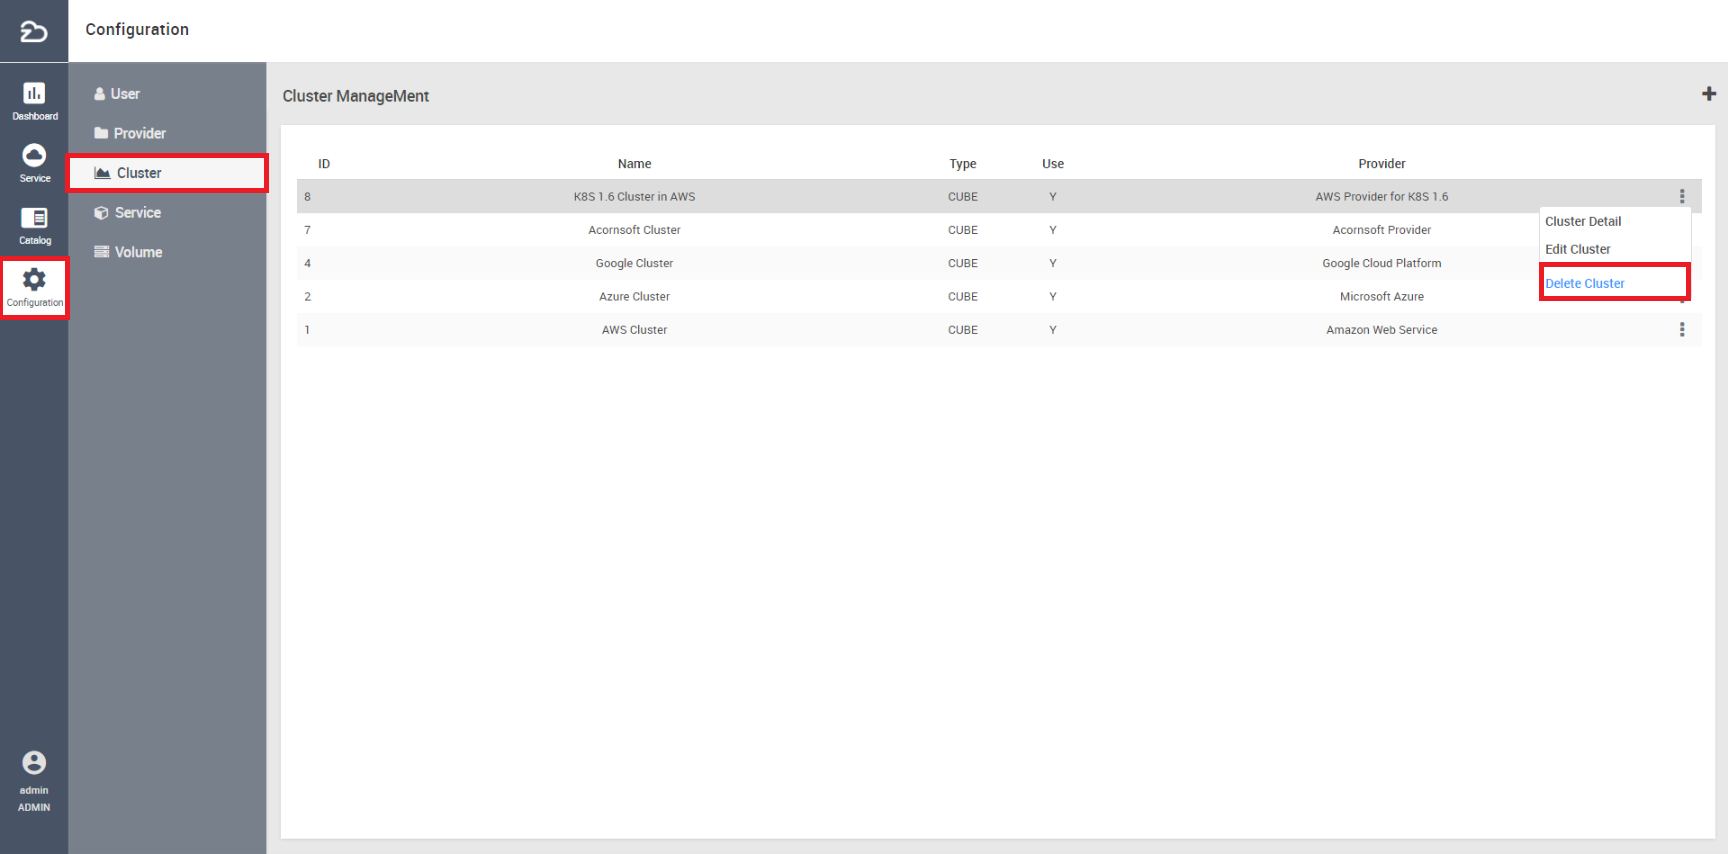 Configuration
Dashboard
Service
Catalog
Configuration
admin
ADMIN
User
Provider
Cluster
Service
Volume
Cluster ManageMent
ID Name Type Use Provider
8 K8S 1.6 Cluster in AWS CUBE Y AWS Provider for K8S 1.6
7 Acornsoft Cluster CUBE Y Acornsoft Provider
4 Google Cluster CUBE Y Google Cloud Platform
2 Azure Cluster CUBE Y Microsoft Azure
1 AWS Cluster CUBE Y Amazon Web Service
Cluster Detail
Edit Cluster
Delete Cluster